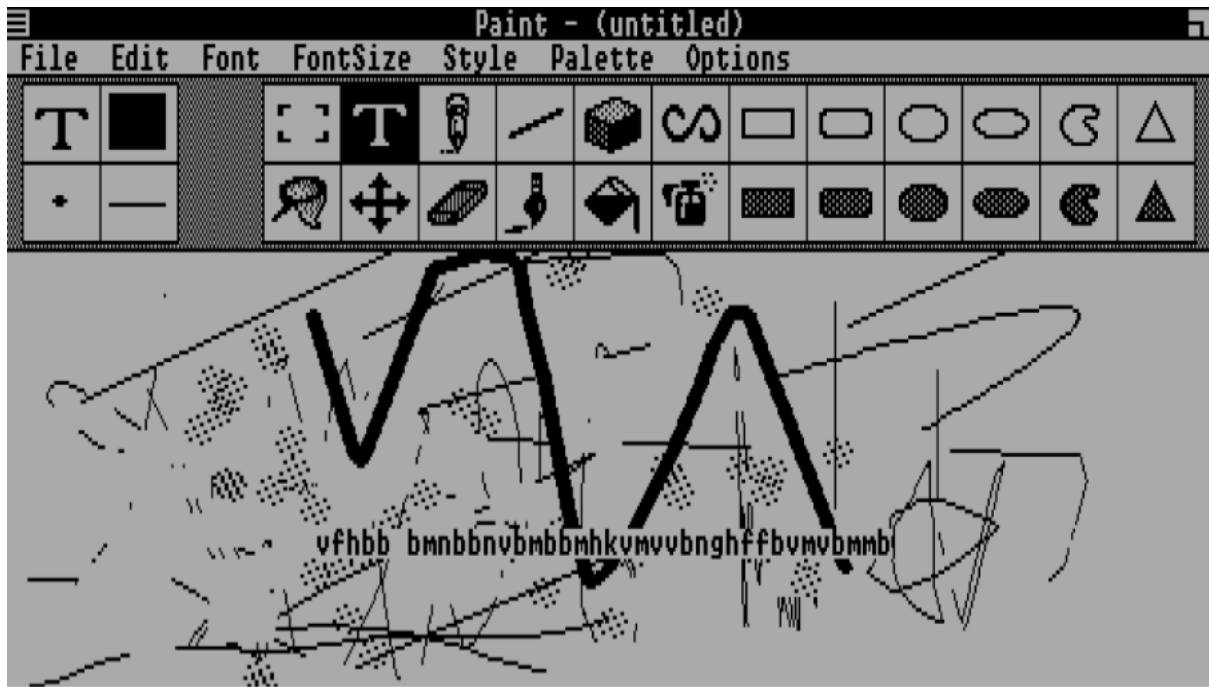 Paint - (untitled)
File Edit Font FontSize Style Palette Options
T T
vfhbb bmnbbnvbmbbmhkvmvvbnghffbvmvbmmb